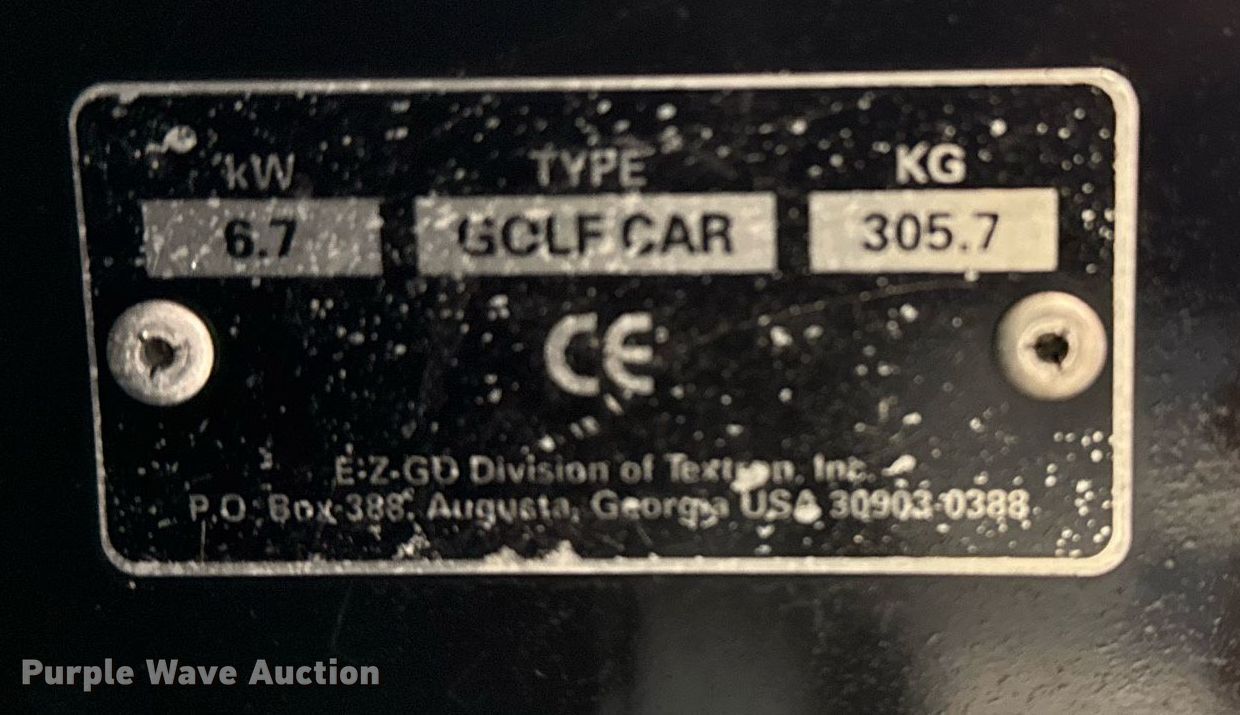 kW TYPE KG
6.7 GOLF CAR 305.7
CE
E-Z-GO Division of Textron, Inc.
P.O. Box 388, Augusta, Georgia USA 30903-0388
Purple Wave Auction